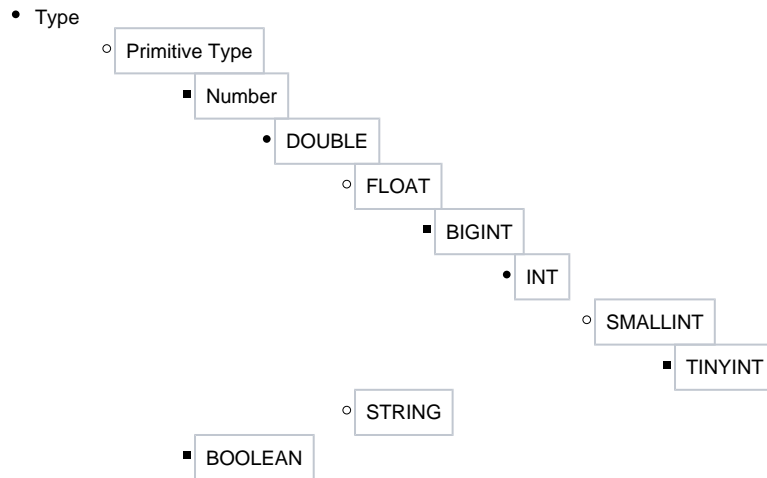 Type
Primitive Type
Number
DOUBLE
FLOAT
BIGINT
INT
SMALLINT
TINYINT
STRING
BOOLEAN